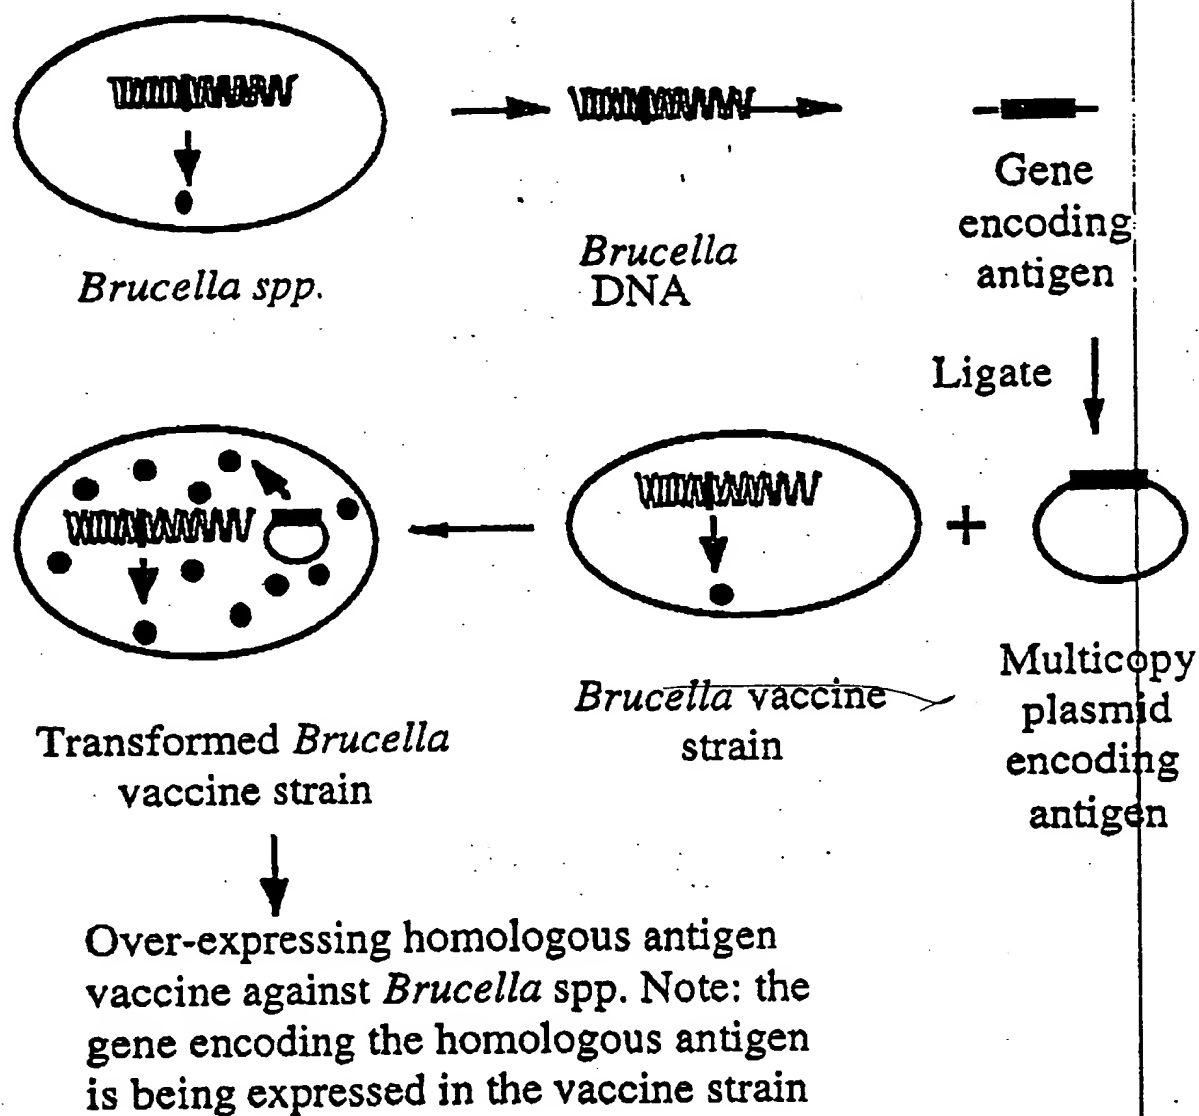 Brucella spp.
Brucella
DNA
Gene
encoding
antigen
Ligate
Transformed Brucella
vaccine strain
Brucella vaccine
strain
+
Multicopy
plasmid
encoding
antigen
Over-expressing homologous antigen
vaccine against Brucella spp. Note: the
gene encoding the homologous antigen
is being expressed in the vaccine strain